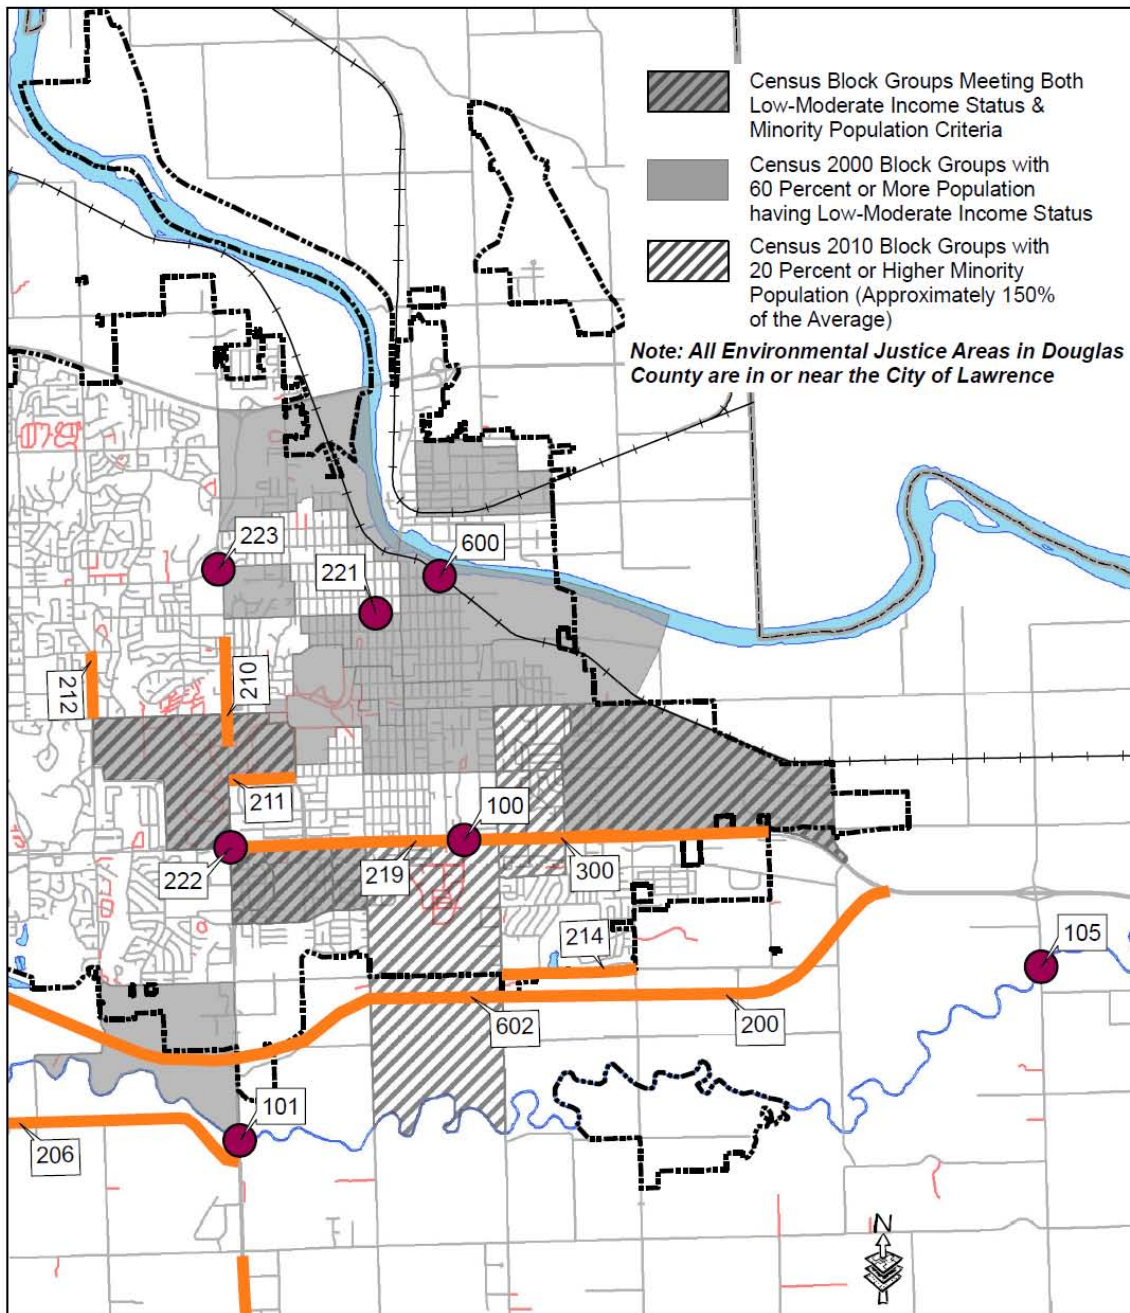 Census Block Groups Meeting Both
Low-Moderate Income Status &
Minority Population Criteria
Census 2000 Block Groups with
60 Percent or More Population
having Low-Moderate Income Status
Census 2010 Block Groups with
20 Percent or Higher Minority
Population (Approximately 150%
of the Average)
Note: All Environmental Justice Areas in Douglas
County are in or near the City of Lawrence
223
600
221
212
210
211
100
222
219
300
214
105
602
200
101
206
N